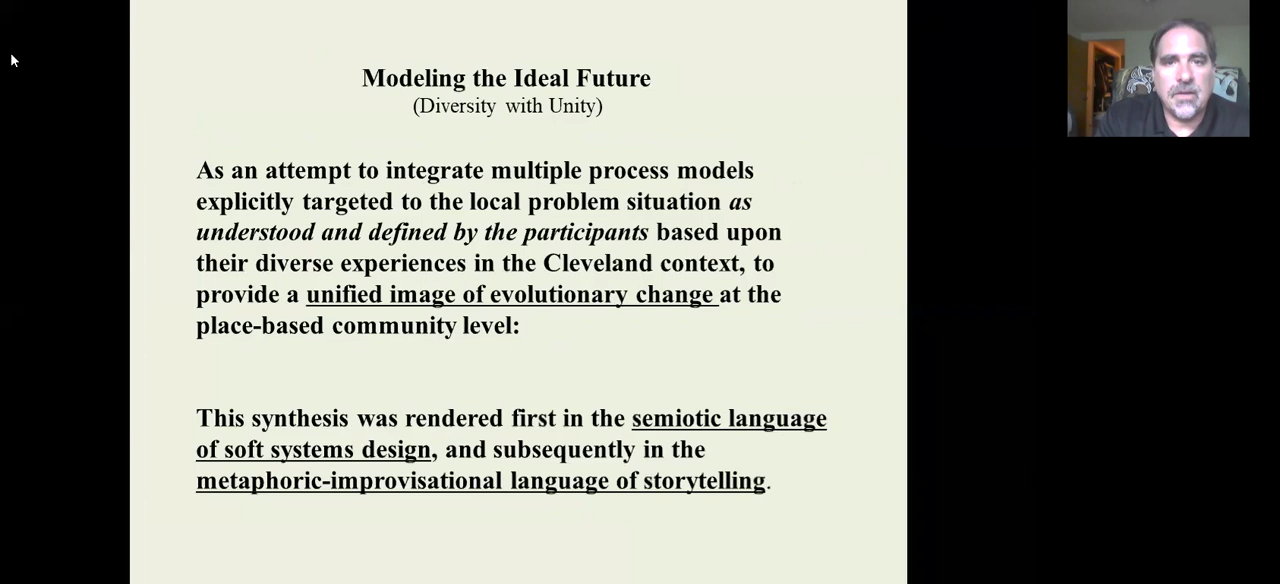 Modeling the Ideal Future
(Diversity with Unity)
As an attempt to integrate multiple process models
explicitly targeted to the local problem situation as
understood and defined by the participants based upon
their diverse experiences in the Cleveland context, to
provide a unified image of evolutionary change at the
place-based community level:
This synthesis was rendered first in the semiotic language
of soft systems design, and subsequently in the
metaphoric-improvisational language of storytelling.